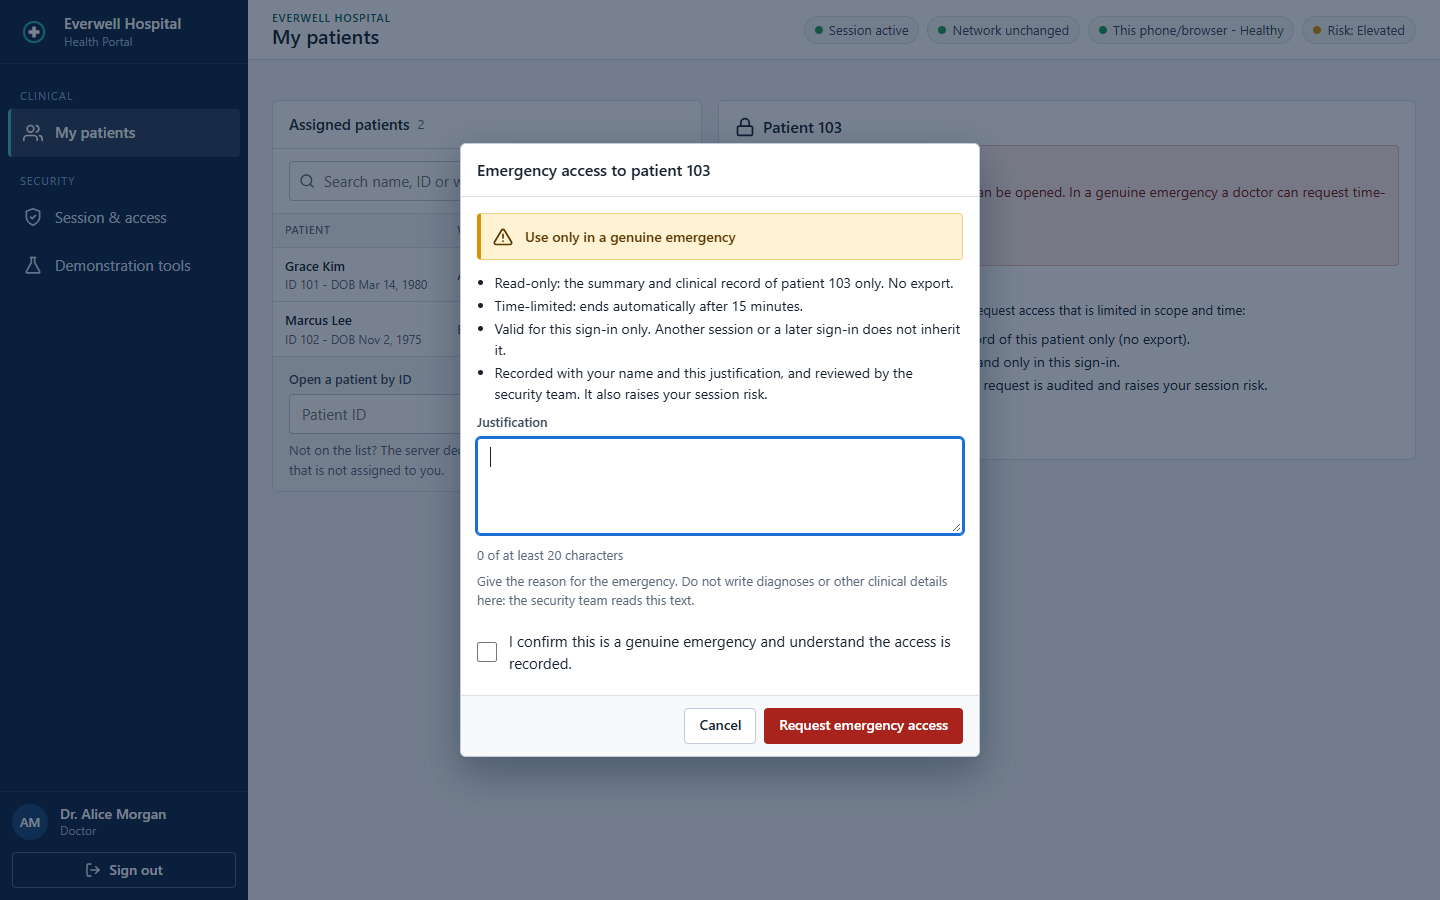 Everwell Hospital
Health Portal
CLINICAL
My patients
SECURITY
Session & access
Demonstration tools
AM
Dr. Alice Morgan
Doctor
Sign out
EVERWELL HOSPITAL
My patients
Session active
Network unchanged
This phone/browser - Healthy
Risk: Elevated
Assigned patients 2
Search name, ID or w
PATIENT
Grace Kim
ID 101 - DOB Mar 14, 1980
Marcus Lee
ID 102 - DOB Nov 2, 1975
Open a patient by ID
Patient ID
Not on the list? The server dec
that is not assigned to you.
Patient 103
an be opened. In a genuine emergency a doctor can request time-
equest access that is limited in scope and time:
rd of this patient only (no export).
and only in this sign-in.
request is audited and raises your session risk.
Emergency access to patient 103
Use only in a genuine emergency
Read-only: the summary and clinical record of patient 103 only. No export.
Time-limited: ends automatically after 15 minutes.
Valid for this sign-in only. Another session or a later sign-in does not inherit
it.
Recorded with your name and this justification, and reviewed by the
security team. It also raises your session risk.
Justification
0 of at least 20 characters
Give the reason for the emergency. Do not write diagnoses or other clinical details
here: the security team reads this text.
I confirm this is a genuine emergency and understand the access is
recorded.
Cancel
Request emergency access